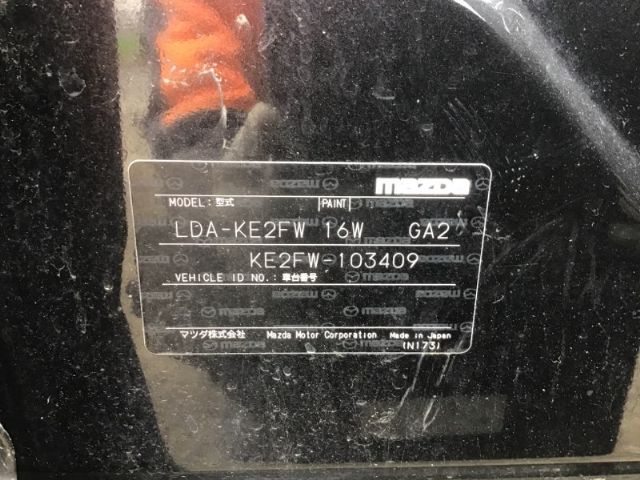 mazda
MODEL: 型式 PAINT
LDA-KE2FW 16W GA2
KE2FW-103409
VEHICLE ID NO.: 車台番号
マツダ株式会社 Mazda Motor Corporation Made in Japan
(N173)